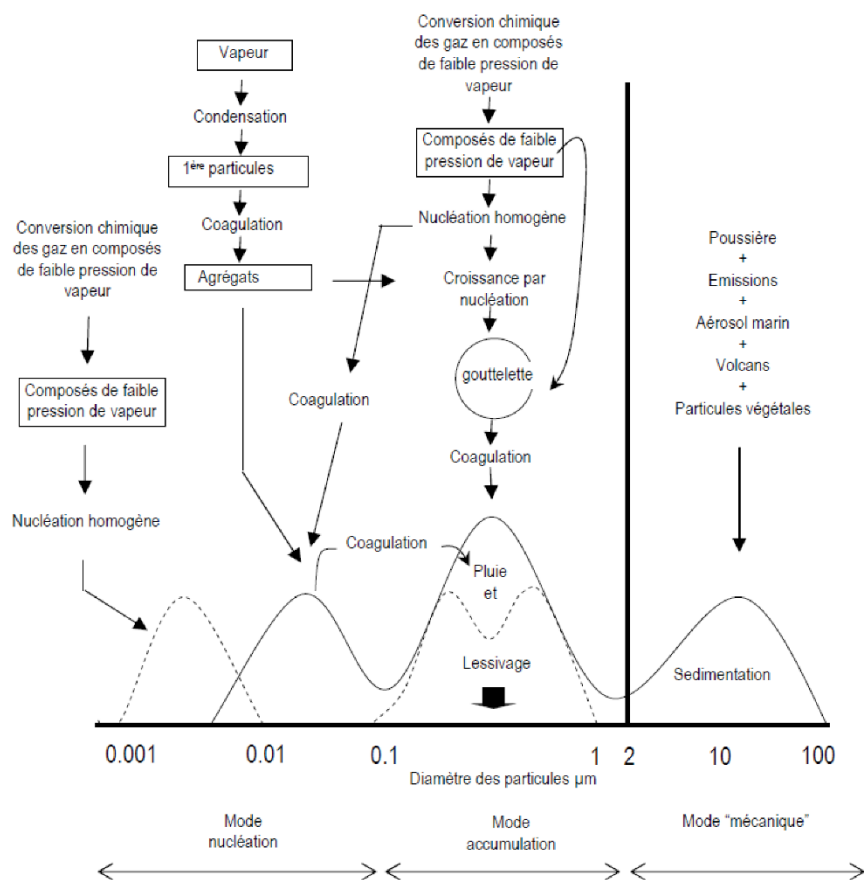 Conversion chimique
des gaz en composés
de faible pression de
vapeur
Vapeur
Condensation
Composés de faible
pression de vapeur
1ère particules
Nucléation homogène
Coagulation
Conversion chimique
des gaz en composés
de faible pression de
vapeur
Agrégats
Croissance par
nucléation
Poussière
+
Emissions
+
Aérosol marin
+
Volcans
+
Particules végétales
gouttelette
Composés de faible
pression de vapeur
Coagulation
Coagulation
Nucléation homogène
Coagulation
Pluie et
Lessivage
Sedimentation
0.001 0.01 0.1 1 2 10 100
Diamètre des particules µm
Mode
nucléation
Mode
accumulation
Mode "mécanique"